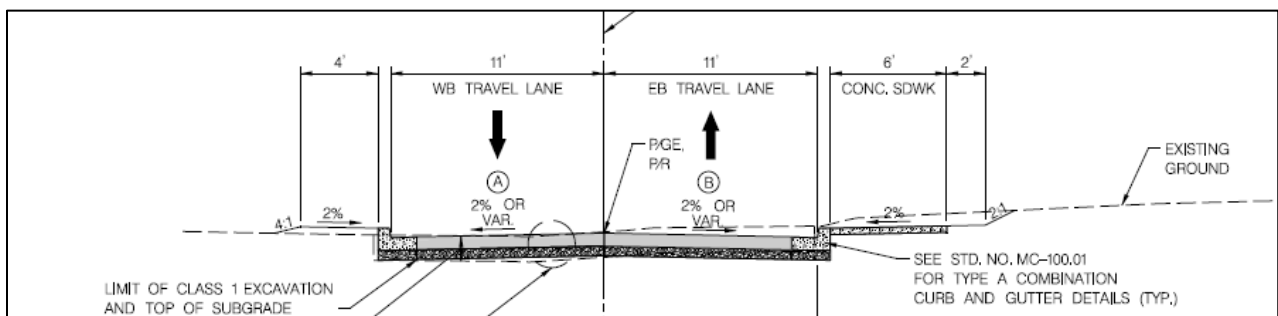 4' 11' 11' 6' 2'
WB TRAVEL LANE EB TRAVEL LANE CONC. SDWK
P/GE,
P/R
EXISTING
GROUND
A B
4:1 2% 2% OR 2% OR 2% 2:1
VAR. VAR.
LIMIT OF CLASS 1 EXCAVATION
AND TOP OF SUBGRADE
SEE STD. NO. MC-100.01
FOR TYPE A COMBINATION
CURB AND GUTTER DETAILS (TYP.)